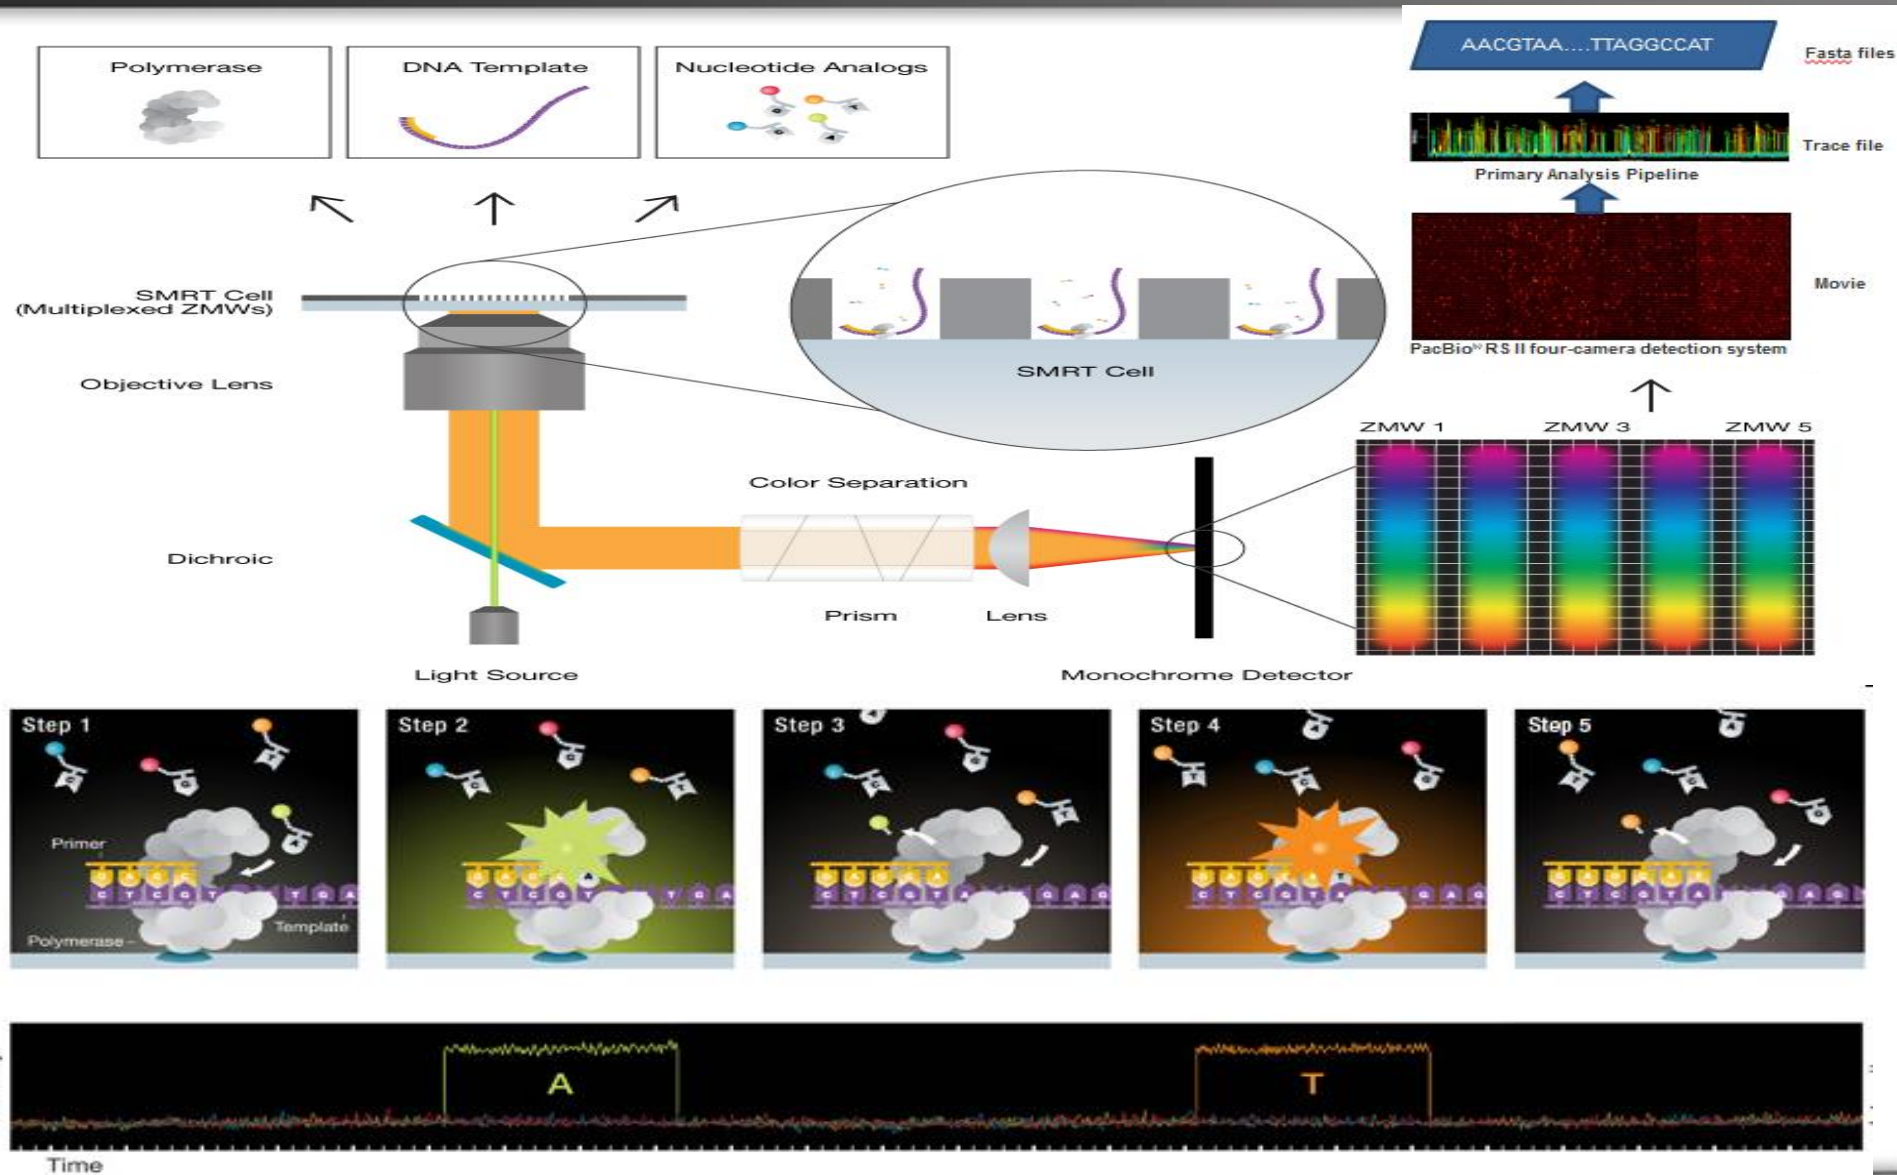 Polymerase
DNA Template
Nucleotide Analogs
AACGTAA....TTAGGCCAT
Fasta files
Trace file
Primary Analysis Pipeline
Movie
PacBio RS II four-camera detection system
SMRT Cell
(Multiplexed ZMWs)
SMRT Cell
Objective Lens
ZMW 1 ZMW 3 ZMW 5
Color Separation
Dichroic
Prism Lens
Light Source
Monochrome Detector
Step 1
Primer
Template
Polymerase
Step 2
Step 3
Step 4
Step 5
A
T
Time